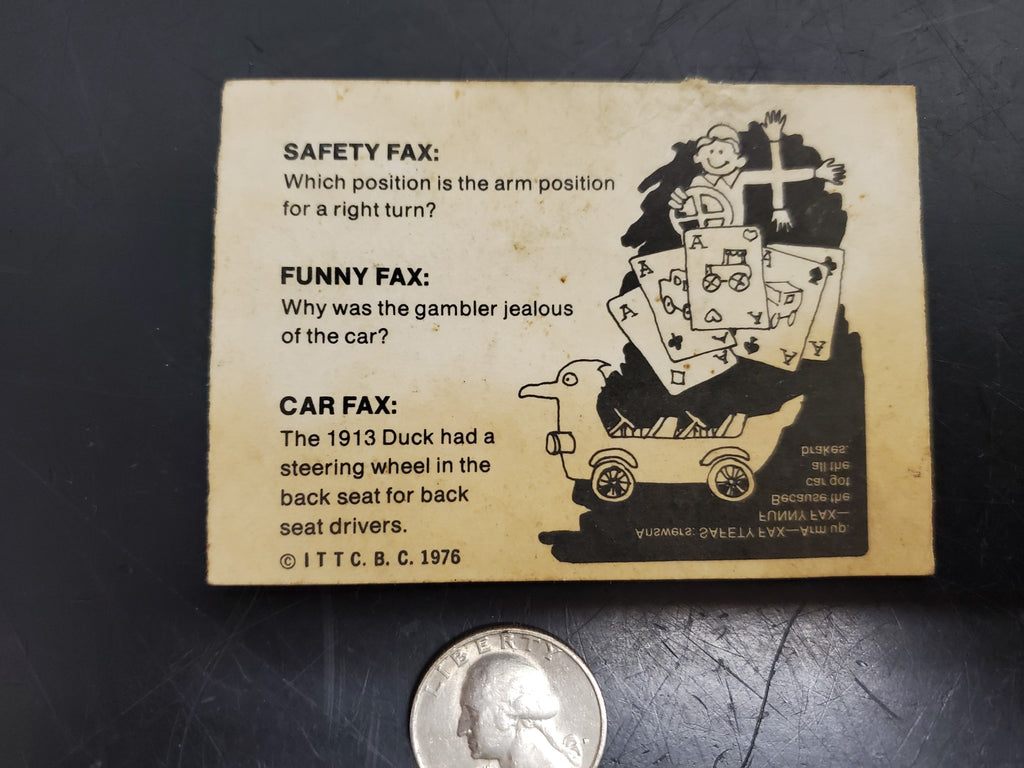 SAFETY FAX:
Which position is the arm position
for a right turn?
FUNNY FAX:
Why was the gambler jealous
of the car?
CAR FAX:
The 1913 Duck had a
steering wheel in the
back seat for back
seat drivers.
© I T T C. B. C. 1976
A
A
A
A
A
A
A
A
A
Answers: SAFETY FAX—Arm up.
FUNNY FAX—
Because the
car got
all the
brakes.
LIBERTY